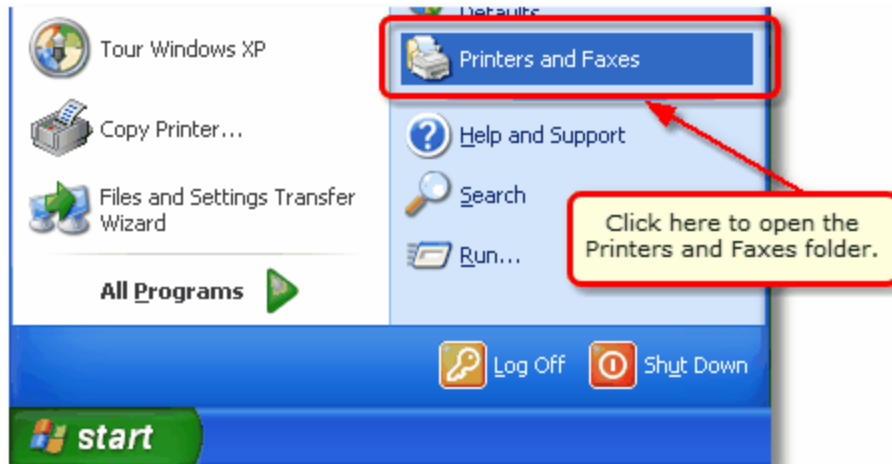 Tour Windows XP
Copy Printer...
Files and Settings Transfer
Wizard
All Programs
Defaults
Printers and Faxes
Help and Support
Search
Run...
Click here to open the
Printers and Faxes folder.
Log Off
Shut Down
start